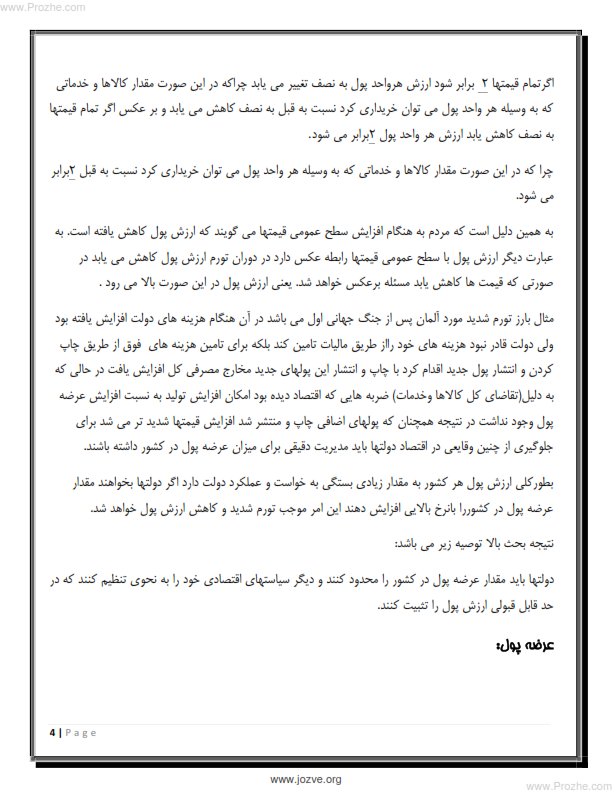 www.Prozhe.com
اگرتمام قیمتها ۲_ برابر شود ارزش هرواحد پول به نصف تغییر می یابد چراکه در این صورت مقدار کالاها و خدماتی
که به وسیله هر واحد پول می توان خریداری کرد نسبت به قبل به نصف کاهش می یابد و بر عکس اگر تمام قیمتها
به نصف کاهش یابد ارزش هر واحد پول ۲برابر می شود.
چرا که در این صورت مقدار کالاها و خدماتی که به وسیله هر واحد پول می توان خریداری کرد نسبت به قبل ۲برابر
می شود.
به همین دلیل است که مردم به هنگام افزایش سطح عمومی قیمتها می گویند که ارزش پول کاهش یافته است. به
عبارت دیگر ارزش پول با سطح عمومی قیمتها رابطه عکس دارد در دوران تورم ارزش پول کاهش می یابد در
صورتی که قیمت ها کاهش یابد مسئله برعکس خواهد شد. یعنی ارزش پول در این صورت بالا می رود .
مثال بارز تورم شدید مورد آلمان پس از جنگ جهانی اول می باشد در آن هنگام هزینه های دولت افزایش یافته بود
ولی دولت قادر نبود هزینه های خود رااز طریق مالیات تامین کند بلکه برای تامین هزینه های فوق از طریق چاپ
کردن و انتشار پول جدید اقدام کرد با چاپ و انتشار این پولهای جدید مخارج مصرفی کل افزایش یافت در حالی که
به دلیل(تقاضای کل کالاها وخدمات) ضربه هایی که اقتصاد دیده بود امکان افزایش تولید به نسبت افزایش عرضه
پول وجود نداشت در نتیجه همچنان که پولهای اضافی چاپ و منتشر شد افزایش قیمتها شدید تر می شد برای
جلوگیری از چنین وقایعی در اقتصاد دولتها باید مدیریت دقیقی برای میزان عرضه پول در کشور داشته باشند.
بطورکلی ارزش پول هر کشور به مقدار زیادی بستگی به خواست و عملکرد دولت دارد اگر دولتها بخواهند مقدار
عرضه پول در کشوررا بانرخ بالایی افزایش دهند این امر موجب تورم شدید و کاهش ارزش پول خواهد شد.
نتیجه بحث بالا توصیه زیر می باشد:
دولتها باید مقدار عرضه پول در کشور را محدود کنند و دیگر سیاستهای اقتصادی خود را به نحوی تنظیم کنند که در
حد قابل قبولی ارزش پول را تثبیت کنند.
عرضه پول:
4 | Page
www.jozve.org
www.Prozhe.com